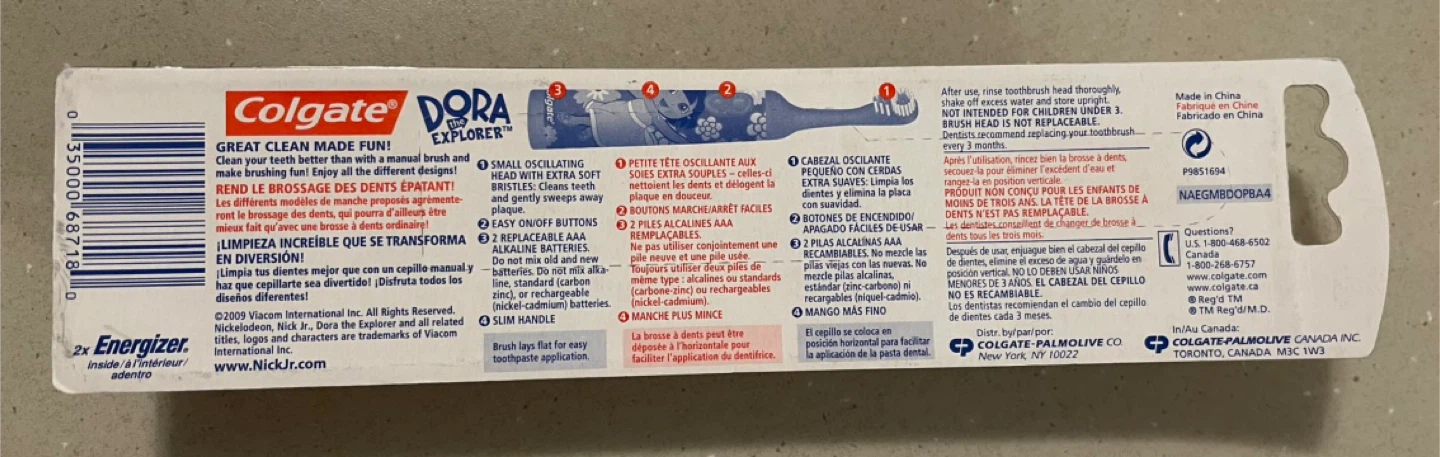 0 35000 68718 0
2x Energizer®
inside/à l'intérieur/
adentro
Colgate®
DORA
the
EXPLORER™
GREAT CLEAN MADE FUN!
Clean your teeth better than with a manual brush and
make brushing fun! Enjoy all the different designs!
REND LE BROSSAGE DES DENTS ÉPATANT!
Les différents modèles de manche proposés agrémente-
ront le brossage des dents, qui pourra d'ailleurs être
mieux fait qu'avec une brosse à dents ordinaire!
¡LIMPIEZA INCREÍBLE QUE SE TRANSFORMA
EN DIVERSIÓN!
¡Limpia tus dientes mejor que con un cepillo manual y
haz que cepillarte sea divertido! ¡Disfruta todos los
diseños diferentes!
©2009 Viacom International Inc. All Rights Reserved.
Nickelodeon, Nick Jr., Dora the Explorer and all related
titles, logos and characters are trademarks of Viacom
International Inc.
www.NickJr.com
3
4
2
1
Colgate
1 SMALL OSCILLATING
HEAD WITH EXTRA SOFT
BRISTLES: Cleans teeth
and gently sweeps away
plaque.
2 EASY ON/OFF BUTTONS
3 2 REPLACEABLE AAA
ALKALINE BATTERIES.
Do not mix old and new
batteries. Do not mix alka-
line, standard (carbon
zinc), or rechargeable
(nickel-cadmium) batteries.
4 SLIM HANDLE
Brush lays flat for easy
toothpaste application.
1 PETITE TÊTE OSCILLANTE AUX
SOIES EXTRA SOUPLES – celles-ci
nettoient les dents et délogent la
plaque en douceur.
2 BOUTONS MARCHE/ARRÊT FACILES
3 2 PILES ALCALINES AAA
REMPLAÇABLES.
Ne pas utiliser conjointement une
pile neuve et une pile usée.
Toujours utiliser deux piles de
même type : alcalines ou standards
(carbone-zinc) ou rechargeables
(nickel-cadmium).
4 MANCHE PLUS MINCE
La brosse à dents peut être
déposée à l'horizontale pour
faciliter l'application du dentifrice.
1 CABEZAL OSCILANTE
PEQUEÑO CON CERDAS
EXTRA SUAVES: Limpia los
dientes y elimina la placa
con suavidad.
2 BOTONES DE ENCENDIDO/
APAGADO FÁCILES DE USAR
3 2 PILAS ALCALINAS AAA
RECAMBIABLES. No mezcle las
pilas viejas con las nuevas. No
mezcle pilas alcalinas,
estándar (zinc-carbono) ni
recargables (níquel-cadmio).
4 MANGO MÁS FINO
El cepillo se coloca en
posición horizontal para facilitar
la aplicación de la pasta dental.
After use, rinse toothbrush head thoroughly,
shake off excess water and store upright.
NOT INTENDED FOR CHILDREN UNDER 3.
BRUSH HEAD IS NOT REPLACEABLE.
Dentists recommend replacing your toothbrush
every 3 months.
Après l'utilisation, rincez bien la brosse à dents,
secouez-la pour éliminer l'excédent d'eau et
rangez-la en position verticale.
PRODUIT NON CONÇU POUR LES ENFANTS DE
MOINS DE TROIS ANS. LA TÊTE DE LA BROSSE À
DENTS N'EST PAS REMPLAÇABLE.
Les dentistes conseillent de changer de brosse à
dents tous les trois mois.
Después de usar, enjuague bien el cabezal del cepillo
de dientes, elimine el exceso de agua y guárdelo en
posición vertical. NO LO DEBEN USAR NIÑOS
MENORES DE 3 AÑOS. EL CABEZAL DEL CEPILLO
NO ES RECAMBIABLE.
Los dentistas recomiendan el cambio del cepillo
de dientes cada 3 meses.
Distr. by/par/por:
COLGATE-PALMOLIVE CO.
New York, NY 10022
Made in China
Fabriqué en Chine
Fabricado en China
P9851694
NAEGMBDOPBA4
Questions?
U.S. 1-800-468-6502
Canada
1-800-268-6757
www.colgate.com
www.colgate.ca
® Reg'd TM
® TM Reg'd/M.D.
In/Au Canada:
COLGATE-PALMOLIVE CANADA INC.
TORONTO, CANADA M3C 1W3